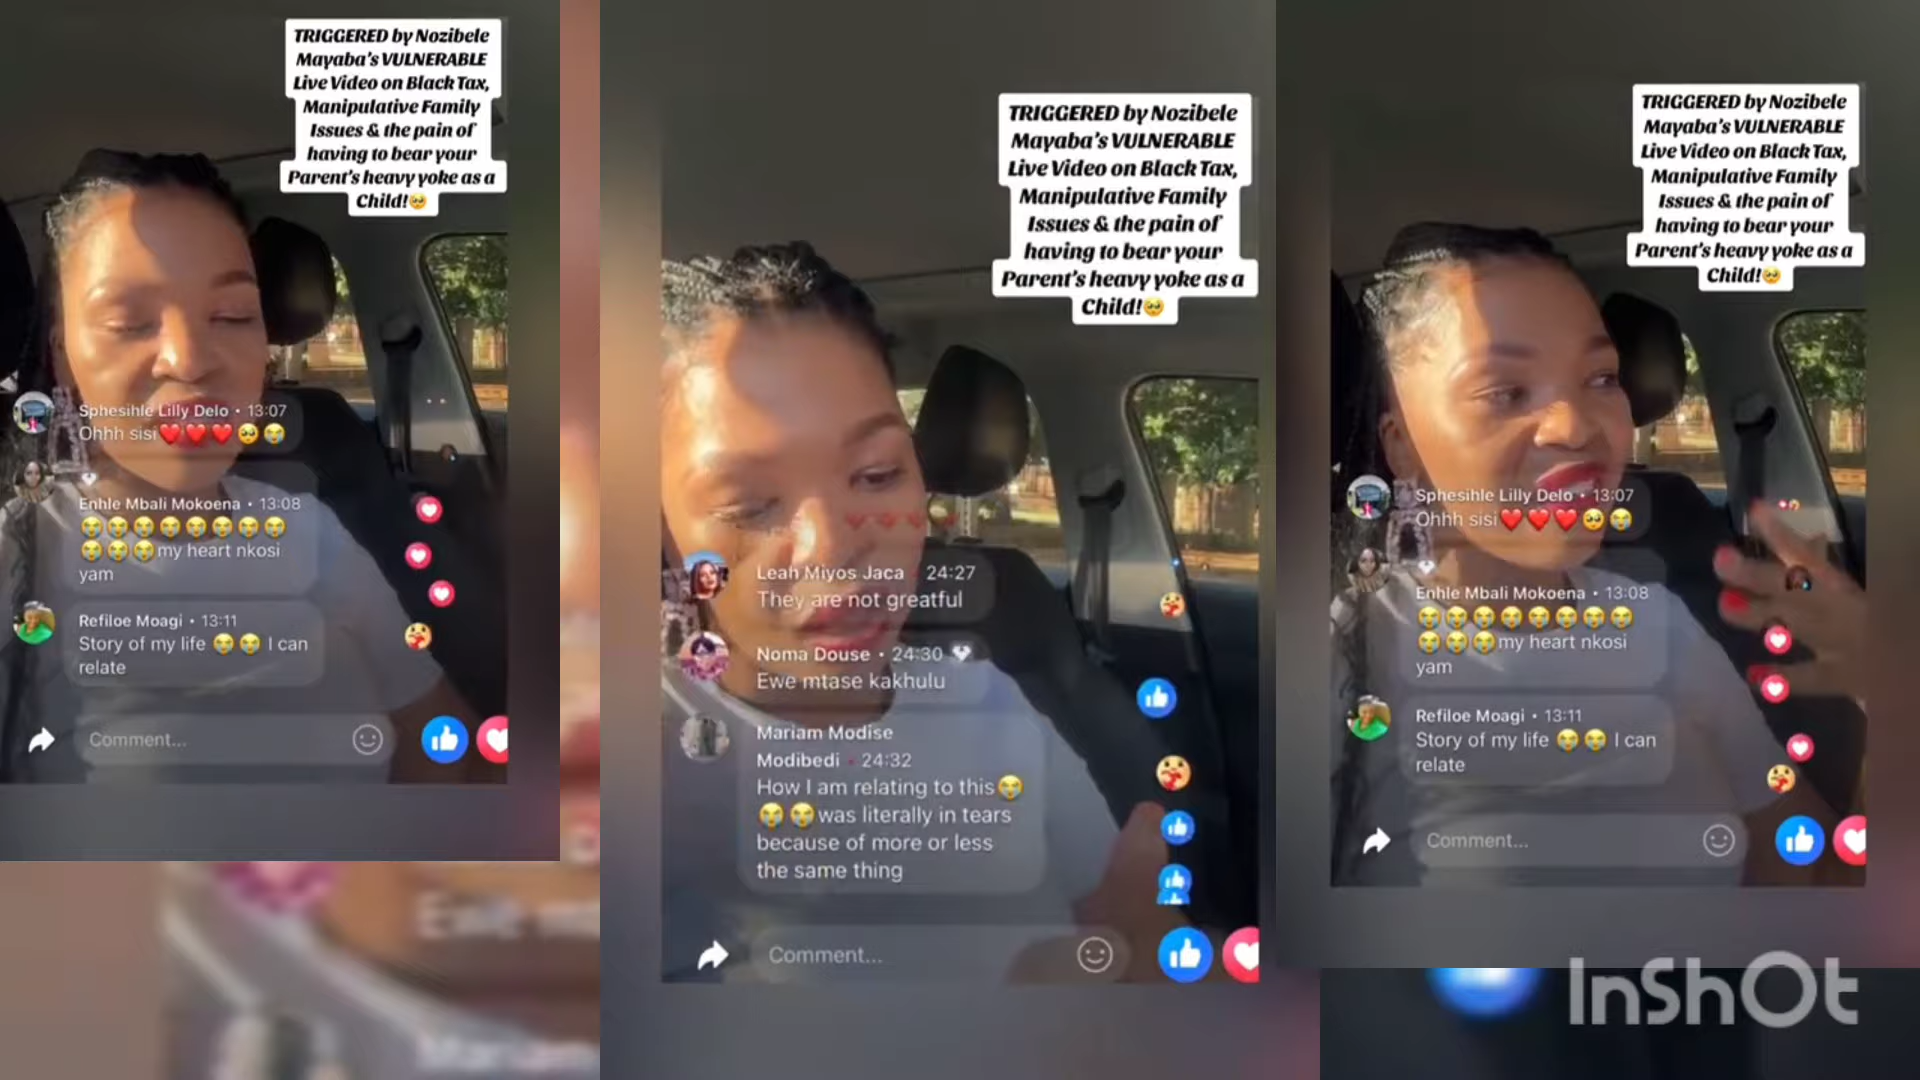 TRIGGERED by Nozibele
Mayaba's VULNERABLE
Live Video on Black Tax,
Manipulative Family
Issues & the pain of
having to bear your
Parent's heavy yoke as a
Child!🥹
Sphesihle Lilly Delo • 13:07
Ohhh sisi❤️❤️❤️🥹😭
Enhle Mbali Mokoena • 13:08
😭😭😭😭😭😭😭😭
😭😭😭my heart nkosi
yam
Refiloe Moagi • 13:11
Story of my life 😭😭 I can
relate
Comment...
TRIGGERED by Nozibele
Mayaba's VULNERABLE
Live Video on Black Tax,
Manipulative Family
Issues & the pain of
having to bear your
Parent's heavy yoke as a
Child!🥹
Leah Miyos Jaca • 24:27
They are not greatful
Noma Douse • 24:30
Ewe mtase kakhulu
Mariam Modise
Modibedi • 24:32
How I am relating to this😭
😭😭was literally in tears
because of more or less
the same thing
Comment...
TRIGGERED by Nozibele
Mayaba's VULNERABLE
Live Video on Black Tax,
Manipulative Family
Issues & the pain of
having to bear your
Parent's heavy yoke as a
Child!🥹
Sphesihle Lilly Delo • 13:07
Ohhh sisi❤️❤️❤️🥹😭
Enhle Mbali Mokoena • 13:08
😭😭😭😭😭😭😭😭
😭😭😭my heart nkosi
yam
Refiloe Moagi • 13:11
Story of my life 😭😭 I can
relate
Comment...
InShOt